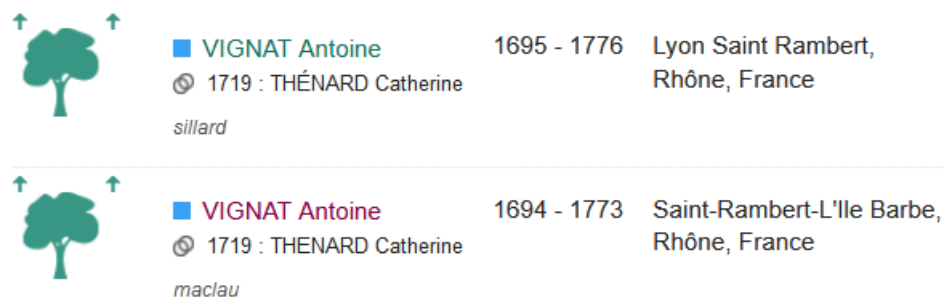 VIGNAT Antoine 1695 - 1776 Lyon Saint Rambert,
1719 : THÉNARD Catherine Rhône, France
sillard
VIGNAT Antoine 1694 - 1773 Saint-Rambert-L'Ile Barbe,
1719 : THENARD Catherine Rhône, France
maclau